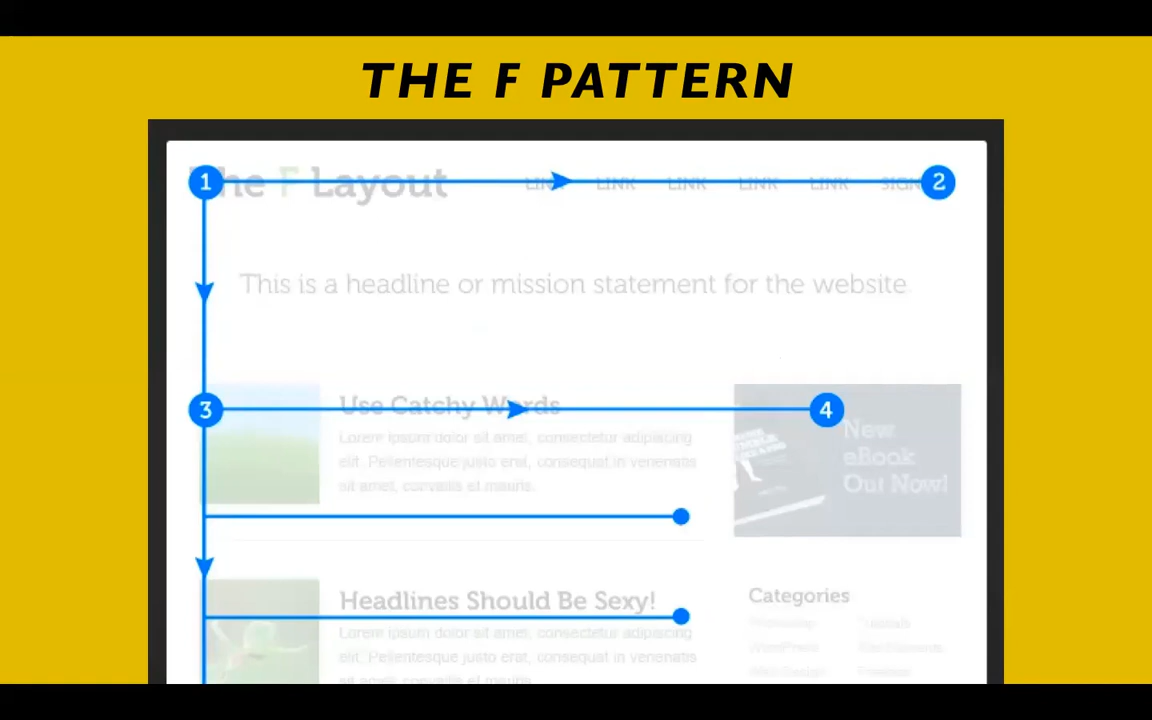 THE F PATTERN
1
The F Layout
LINK LINK LINK LINK LINK SIGN
2
This is a headline or mission statement for the website
3
Use Catchy Words
4
Lorem ipsum dolor sit amet, consectetur adipiscing
elit. Pellentesque justo erat, consequat in venenatis
sit amet, convallis et mauris.
New
eBook
Out Now!
Headlines Should Be Sexy!
Lorem ipsum dolor sit amet, consectetur adipiscing
elit. Pellentesque justo erat, consequat in venenatis
Categories
WordPress